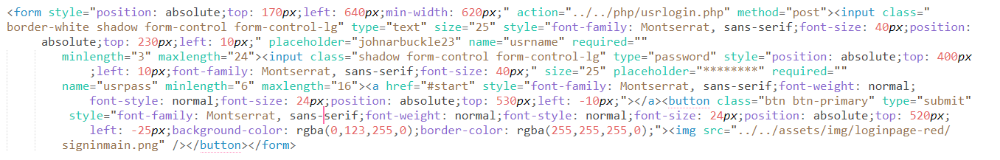 <form style="position: absolute;top: 170px;left: 640px;min-width: 620px;" action="../../php/usrlogin.php" method="post"><input class="
border-white shadow form-control form-control-lg" type="text" size="25" style="font-family: Montserrat, sans-serif;font-size: 40px;position:
absolute;top: 230px;left: 10px;" placeholder="johnarbuckle23" name="usrname" required=""
minlength="3" maxlength="24"><input class="shadow form-control form-control-lg" type="password" style="position: absolute;top: 400px
;left: 10px;font-family: Montserrat, sans-serif;font-size: 40px;" size="25" placeholder="********" required=""
name="usrpass" minlength="6" maxlength="16"><a href="#start" style="font-family: Montserrat, sans-serif;font-weight: normal;
font-style: normal;font-size: 24px;position: absolute;top: 530px;left: -10px;"></a><button class="btn btn-primary" type="submit"
style="font-family: Montserrat, sans-serif;font-weight: normal;font-style: normal;font-size: 24px;position: absolute;top: 520px;
left: -25px;background-color: rgba(0,123,255,0);border-color: rgba(255,255,255,0);"><img src="../../assets/img/loginpage-red/
signinmain.png" /></button></form>